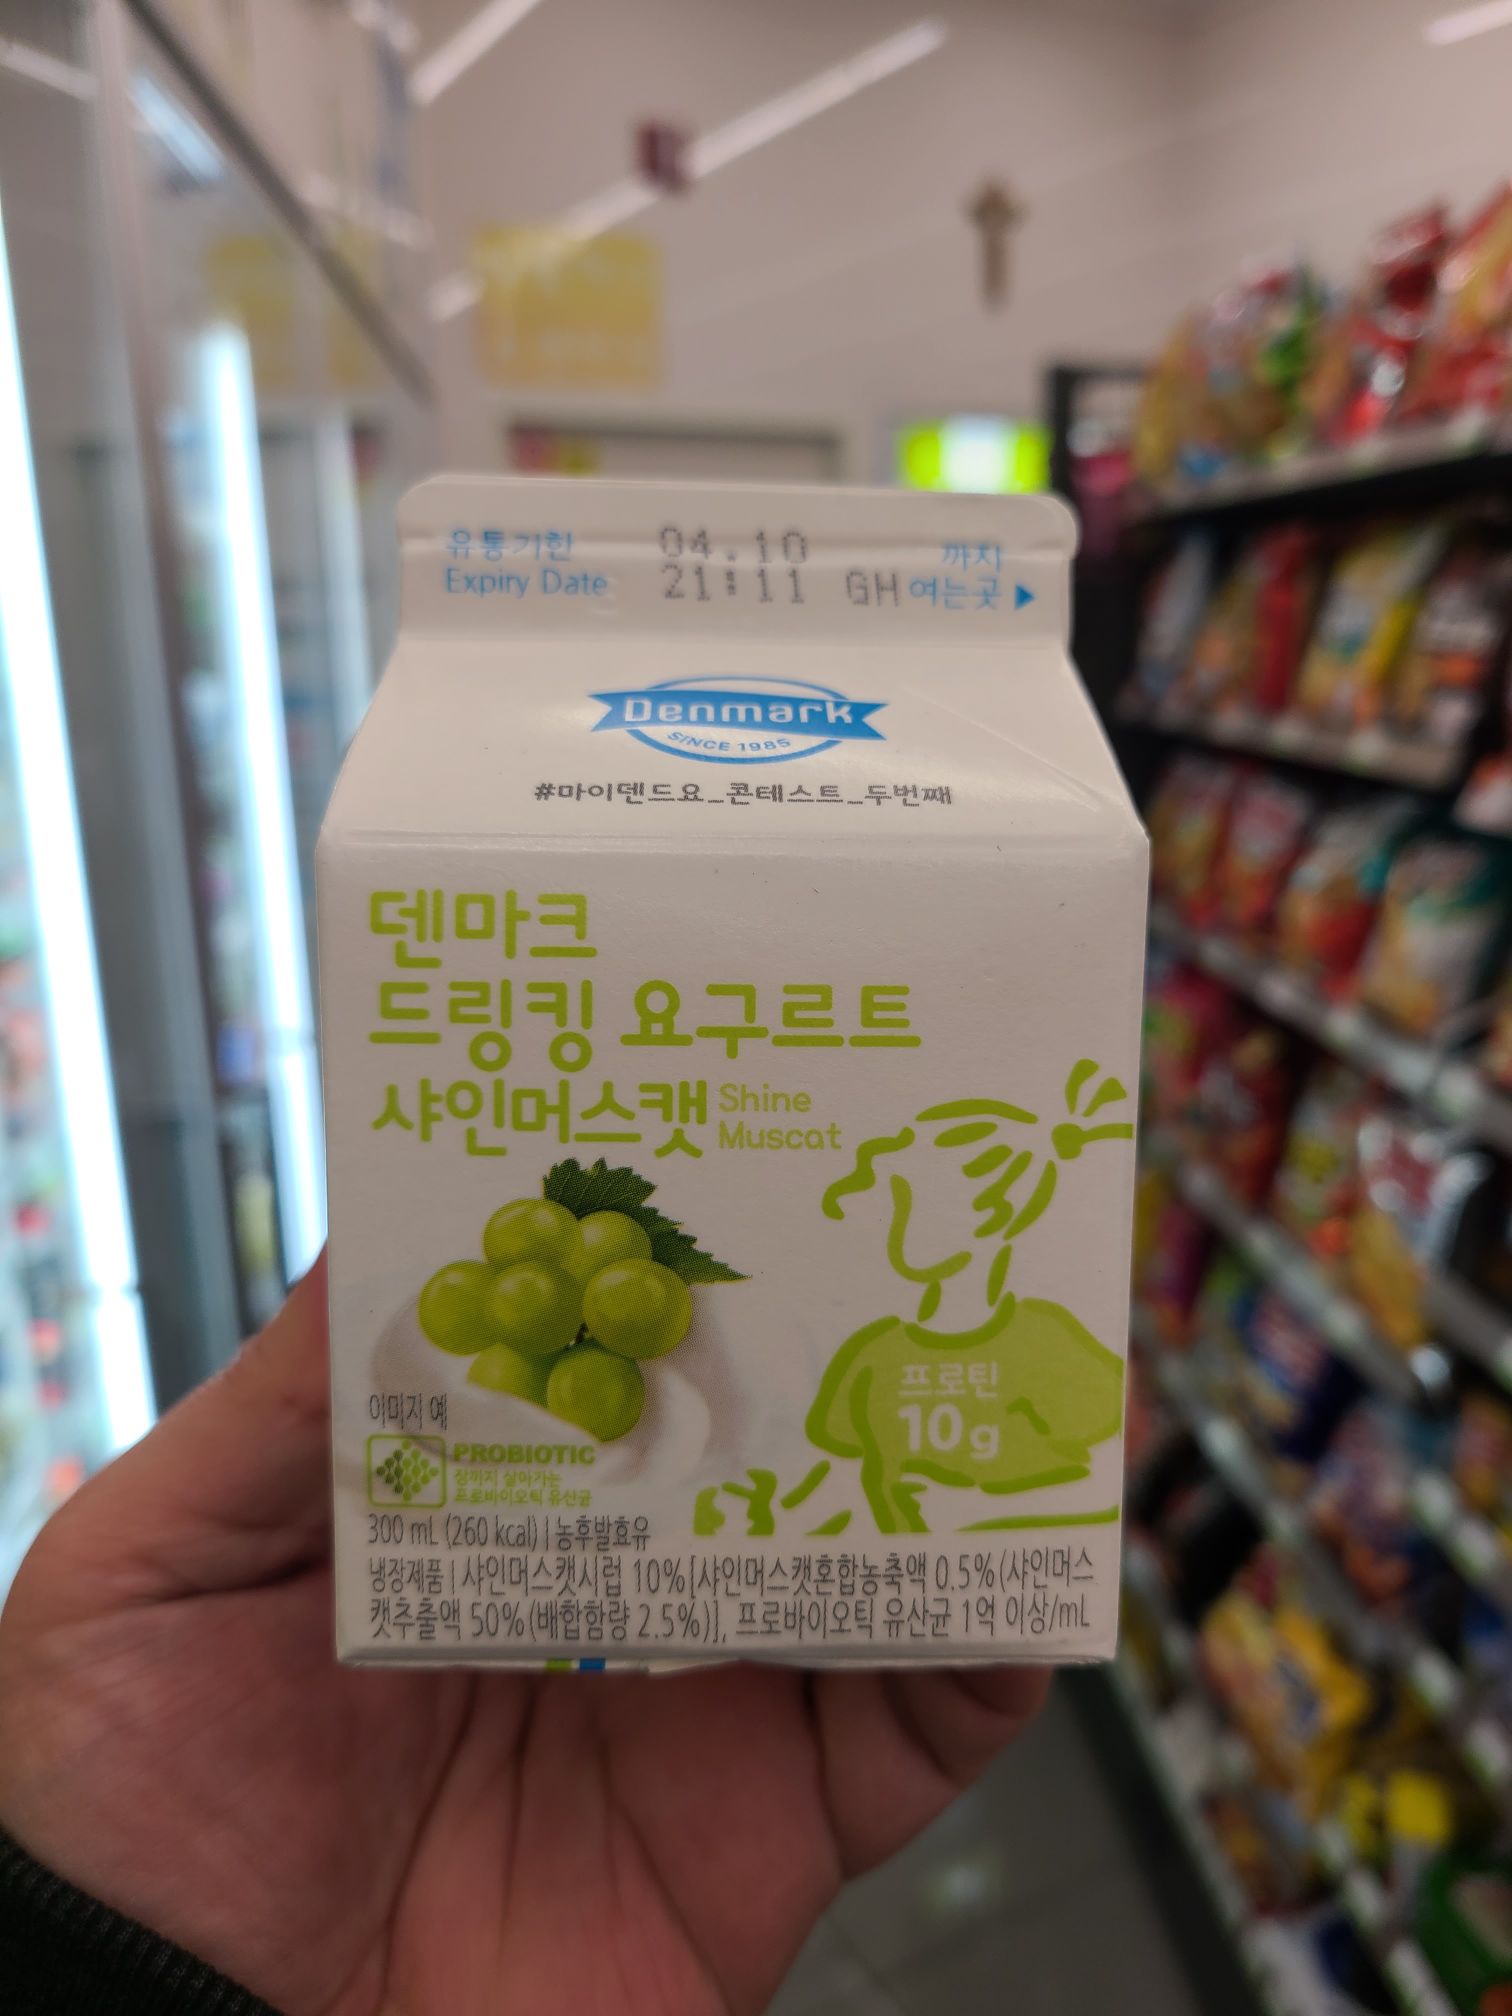 유통기한 04.10 까지
Expiry Date 21:11 GH 여는곳 ▶
Denmark
SINCE 1985
#마이덴드요_콘테스트_두번째
덴마크
드링킹 요구르트
샤인머스캣 Shine Muscat
프로틴
10g
이미지 예
PROBIOTIC
장까지 살아가는
프로바이오틱 유산균
300 mL (260 kcal) | 농후발효유
냉장제품 | 샤인머스캣시럽 10%[샤인머스캣혼합농축액 0.5%(샤인머스
캣추출액 50%(배합함량 2.5%)], 프로바이오틱 유산균 1억 이상/mL